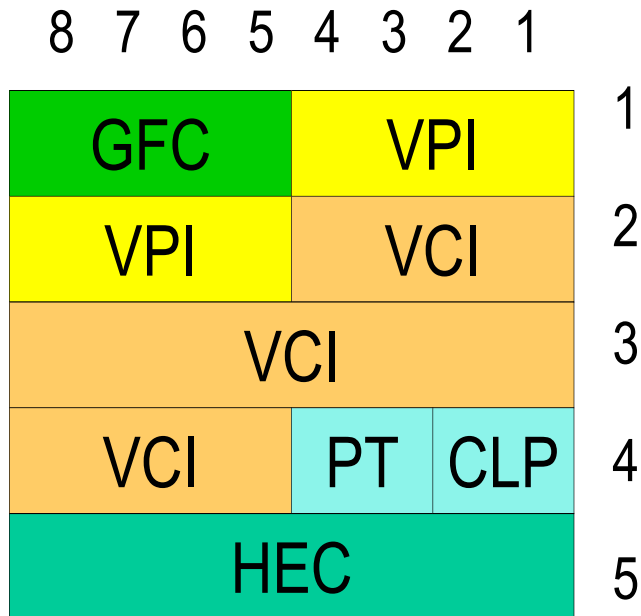 8 7 6 5 4 3 2 1
GFC VPI 1
VPI VCI 2
VCI 3
VCI PT CLP 4
HEC 5